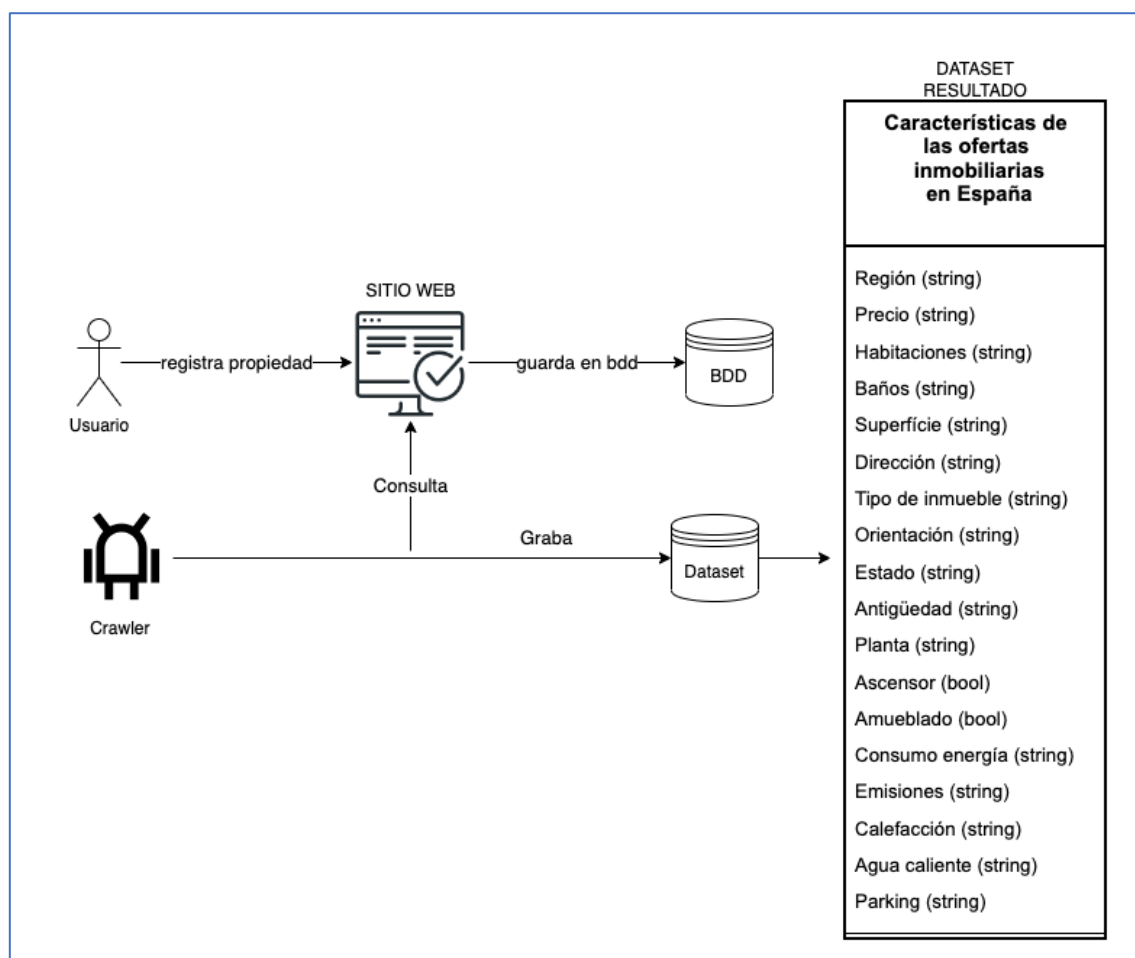 DATASET
RESULTADO
Características de
las ofertas
inmobiliarias
en España
SITIO WEB
registra propiedad
guarda en bdd
BDD
Usuario
Consulta
Graba
Dataset
Crawler
Región (string)
Precio (string)
Habitaciones (string)
Baños (string)
Superfície (string)
Dirección (string)
Tipo de inmueble (string)
Orientación (string)
Estado (string)
Antigüedad (string)
Planta (string)
Ascensor (bool)
Amueblado (bool)
Consumo energía (string)
Emisiones (string)
Calefacción (string)
Agua caliente (string)
Parking (string)